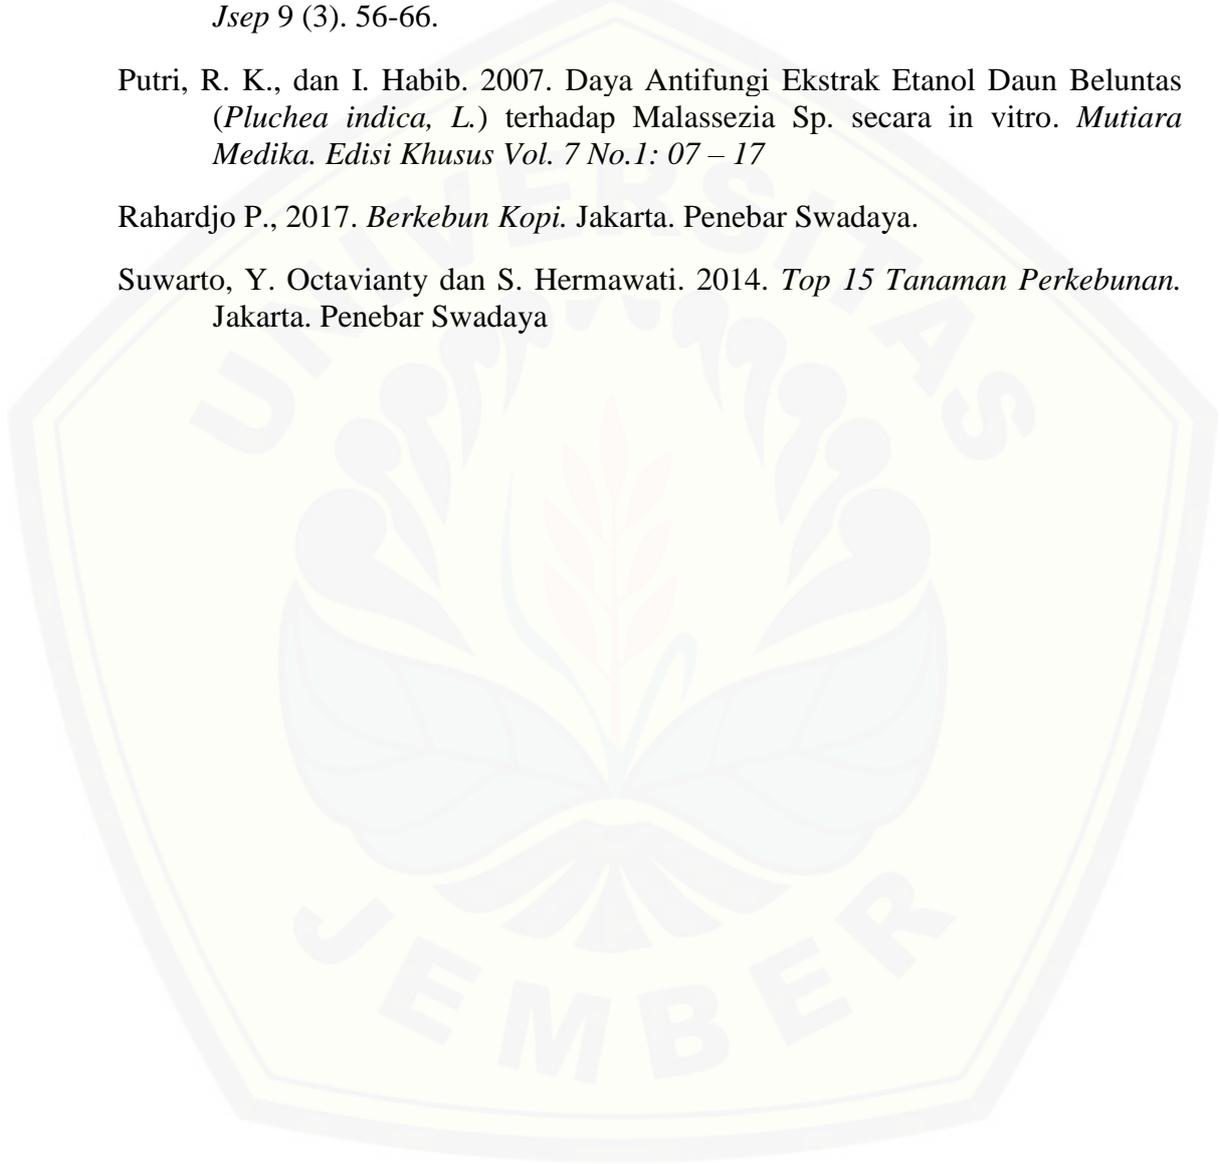 Jsep 9 (3). 56-66.
Putri, R. K., dan I. Habib. 2007. Daya Antifungi Ekstrak Etanol Daun Beluntas
(Pluchea indica, L.) terhadap Malassezia Sp. secara in vitro. Mutiara
Medika. Edisi Khusus Vol. 7 No.1: 07 – 17
Rahardjo P., 2017. Berkebun Kopi. Jakarta. Penebar Swadaya.
Suwarto, Y. Octavianty dan S. Hermawati. 2014. Top 15 Tanaman Perkebunan.
Jakarta. Penebar Swadaya
UNIVERSITAS
JEMBER